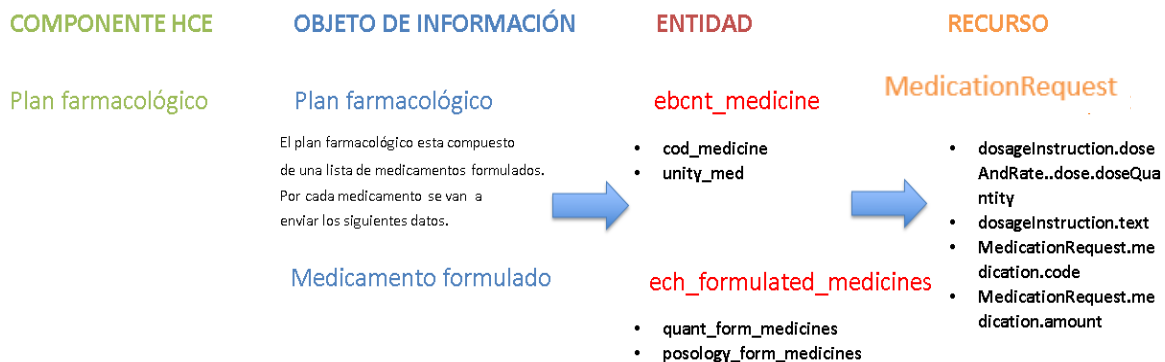 COMPONENTE HCE
OBJETO DE INFORMACIÓN
ENTIDAD
RECURSO
Plan farmacológico
Plan farmacológico
El plan farmacológico esta compuesto
de una lista de medicamentos formulados.
Por cada medicamento se van a
enviar los siguientes datos.
Medicamento formulado
ebcnt_medicine
• cod_medicine
• unity_med
ech_formulated_medicines
• quant_form_medicines
• posology_form_medicines
MedicationRequest
• dosageInstruction.dose
AndRate..dose.doseQua
ntity
• dosageInstruction.text
• MedicationRequest.me
dication.code
• MedicationRequest.me
dication.amount